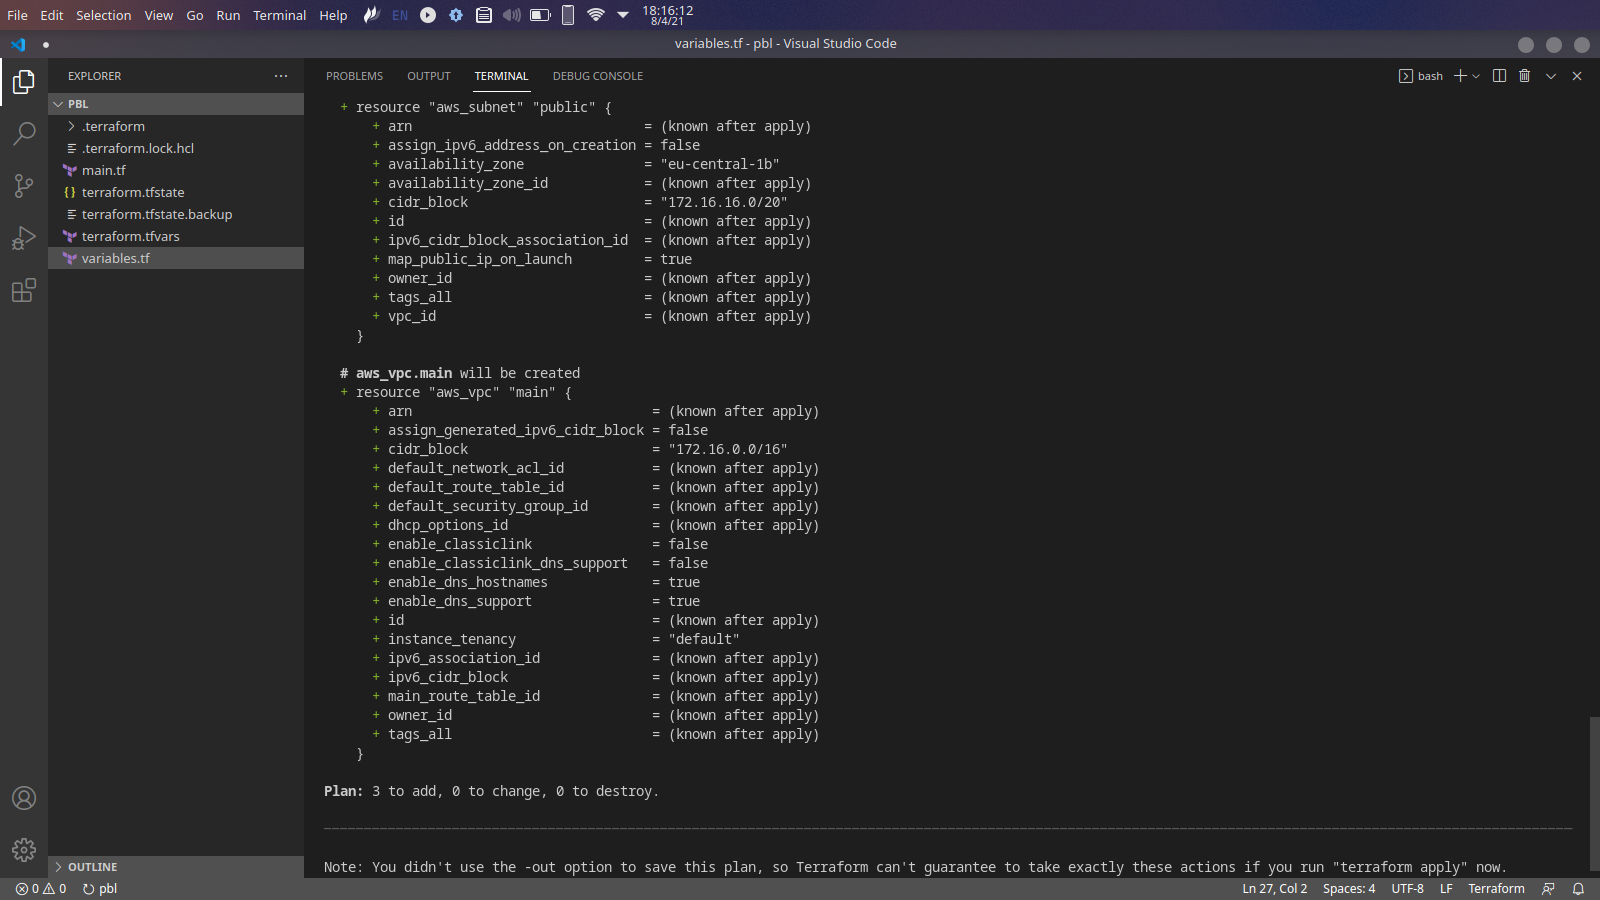 File Edit Selection View Go Run Terminal Help EN 18:16:12
8/4/21
variables.tf - pbl - Visual Studio Code
EXPLORER ...
PBL
.terraform
.terraform.lock.hcl
main.tf
{} terraform.tfstate
terraform.tfstate.backup
terraform.tfvars
variables.tf
OUTLINE
PROBLEMS OUTPUT TERMINAL DEBUG CONSOLE bash
+ resource "aws_subnet" "public" {
+ arn = (known after apply)
+ assign_ipv6_address_on_creation = false
+ availability_zone = "eu-central-1b"
+ availability_zone_id = (known after apply)
+ cidr_block = "172.16.16.0/20"
+ id = (known after apply)
+ ipv6_cidr_block_association_id = (known after apply)
+ map_public_ip_on_launch = true
+ owner_id = (known after apply)
+ tags_all = (known after apply)
+ vpc_id = (known after apply)
}
# aws_vpc.main will be created
+ resource "aws_vpc" "main" {
+ arn = (known after apply)
+ assign_generated_ipv6_cidr_block = false
+ cidr_block = "172.16.0.0/16"
+ default_network_acl_id = (known after apply)
+ default_route_table_id = (known after apply)
+ default_security_group_id = (known after apply)
+ dhcp_options_id = (known after apply)
+ enable_classiclink = false
+ enable_classiclink_dns_support = false
+ enable_dns_hostnames = true
+ enable_dns_support = true
+ id = (known after apply)
+ instance_tenancy = "default"
+ ipv6_association_id = (known after apply)
+ ipv6_cidr_block = (known after apply)
+ main_route_table_id = (known after apply)
+ owner_id = (known after apply)
+ tags_all = (known after apply)
}
Plan: 3 to add, 0 to change, 0 to destroy.
Note: You didn't use the -out option to save this plan, so Terraform can't guarantee to take exactly these actions if you run "terraform apply" now.
0 0 pbl Ln 27, Col 2 Spaces: 4 UTF-8 LF Terraform